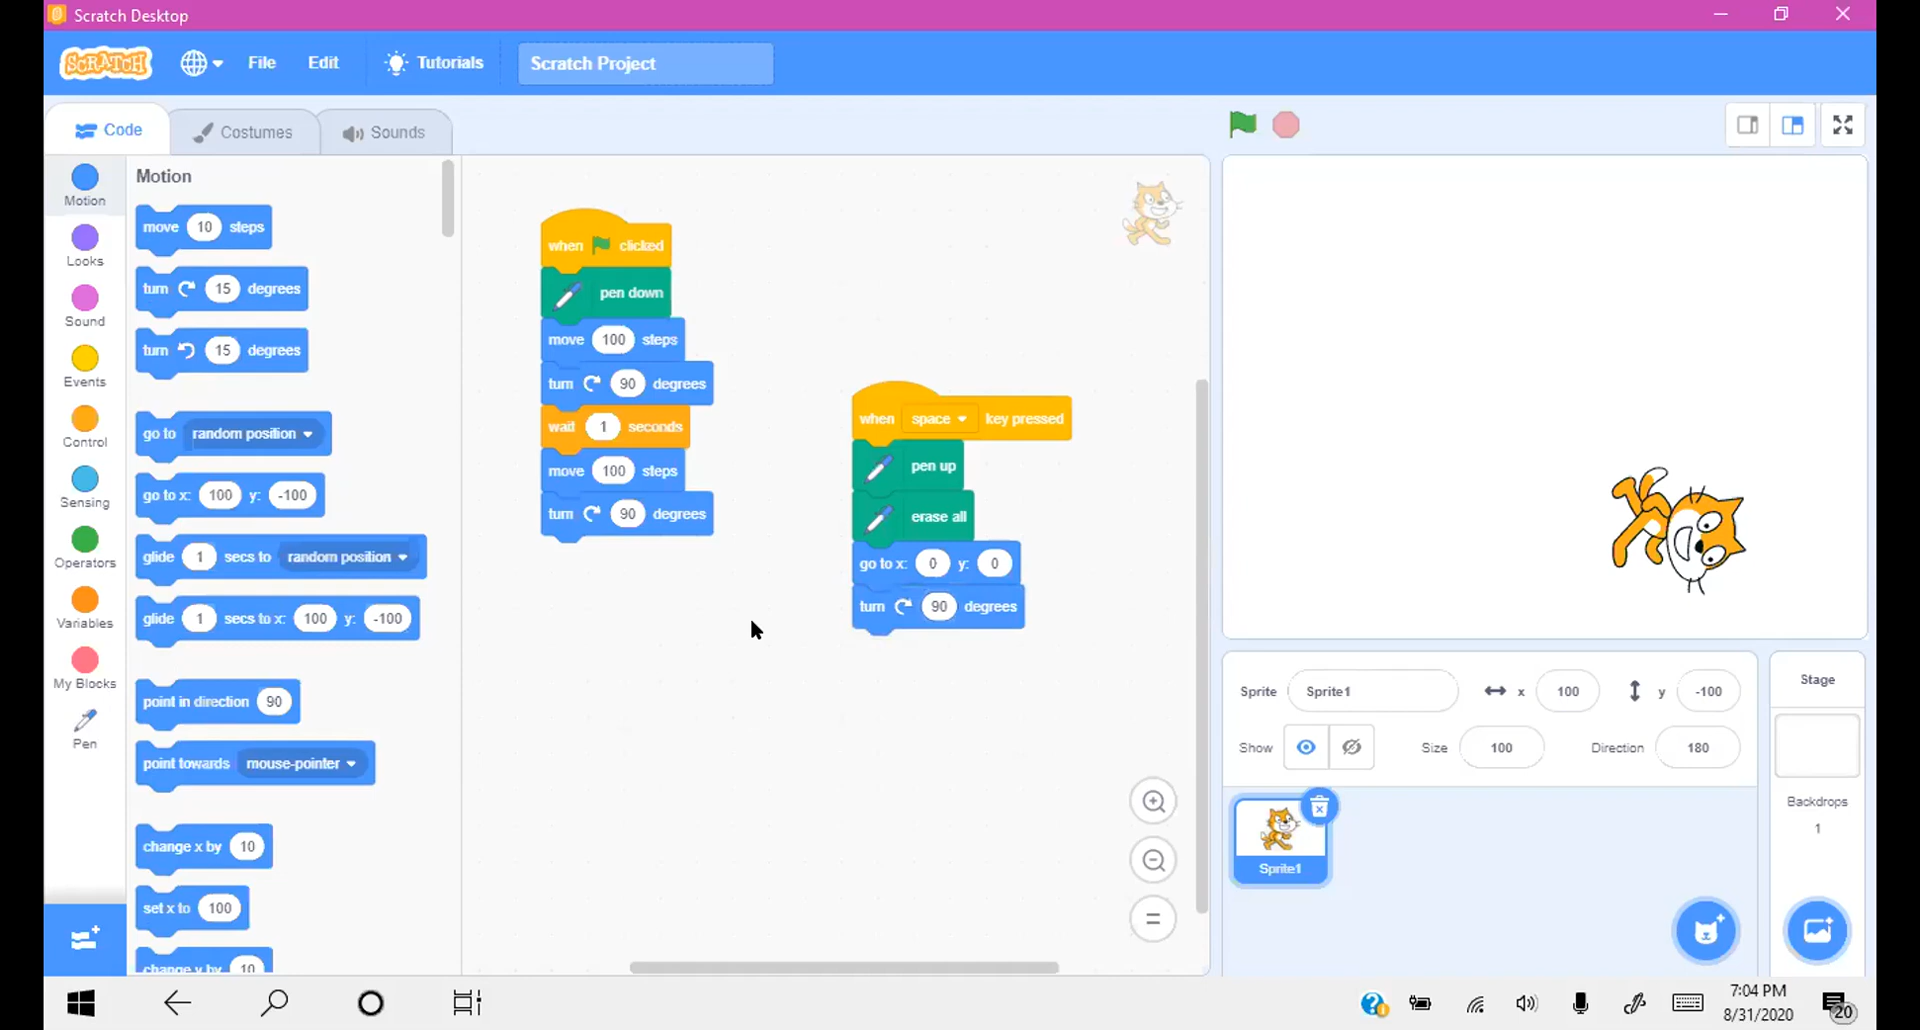 Scratch Desktop
SCRATCH File Edit Tutorials Scratch Project
Code Costumes Sounds
Motion
Looks
Sound
Events
Control
Sensing
Operators
Variables
My Blocks
Pen
Motion
move 10 steps
turn 15 degrees
turn 15 degrees
go to random position
go to x: 100 y: -100
glide 1 secs to random position
glide 1 secs to x: 100 y: -100
point in direction 90
point towards mouse-pointer
change x by 10
set x to 100
change y by 10
when clicked
pen down
move 100 steps
turn 90 degrees
wait 1 seconds
move 100 steps
turn 90 degrees
when space key pressed
pen up
erase all
go to x: 0 y: 0
turn 90 degrees
=
Sprite Sprite1 x 100 y -100
Show Size 100 Direction 180
Sprite1
Stage
Backdrops
1
7:04 PM
8/31/2020
20